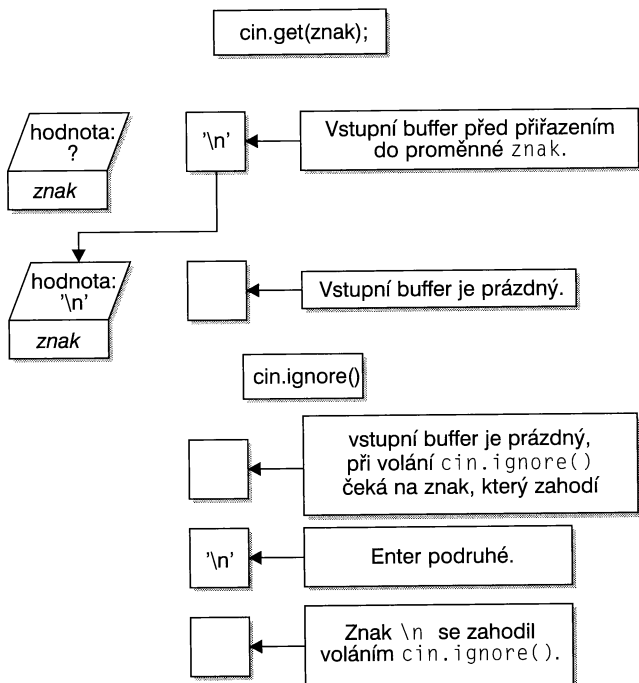 cin.get(znak);
hodnota:
?
znak
'\n'
Vstupní buffer před přiřazením
do proměnné znak.
hodnota:
'\n'
znak
Vstupní buffer je prázdný.
cin.ignore()
vstupní buffer je prázdný,
při volání cin.ignore()
čeká na znak, který zahodí
'\n'
Enter podruhé.
Znak \n se zahodil
voláním cin.ignore().